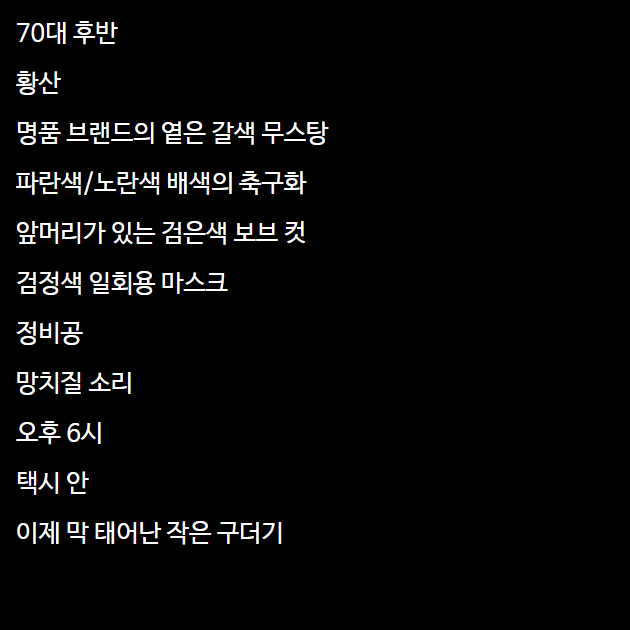 70대 후반
황산
명품 브랜드의 옅은 갈색 무스탕
파란색/노란색 배색의 축구화
앞머리가 있는 검은색 보브 컷
검정색 일회용 마스크
정비공
망치질 소리
오후 6시
택시 안
이제 막 태어난 작은 구더기